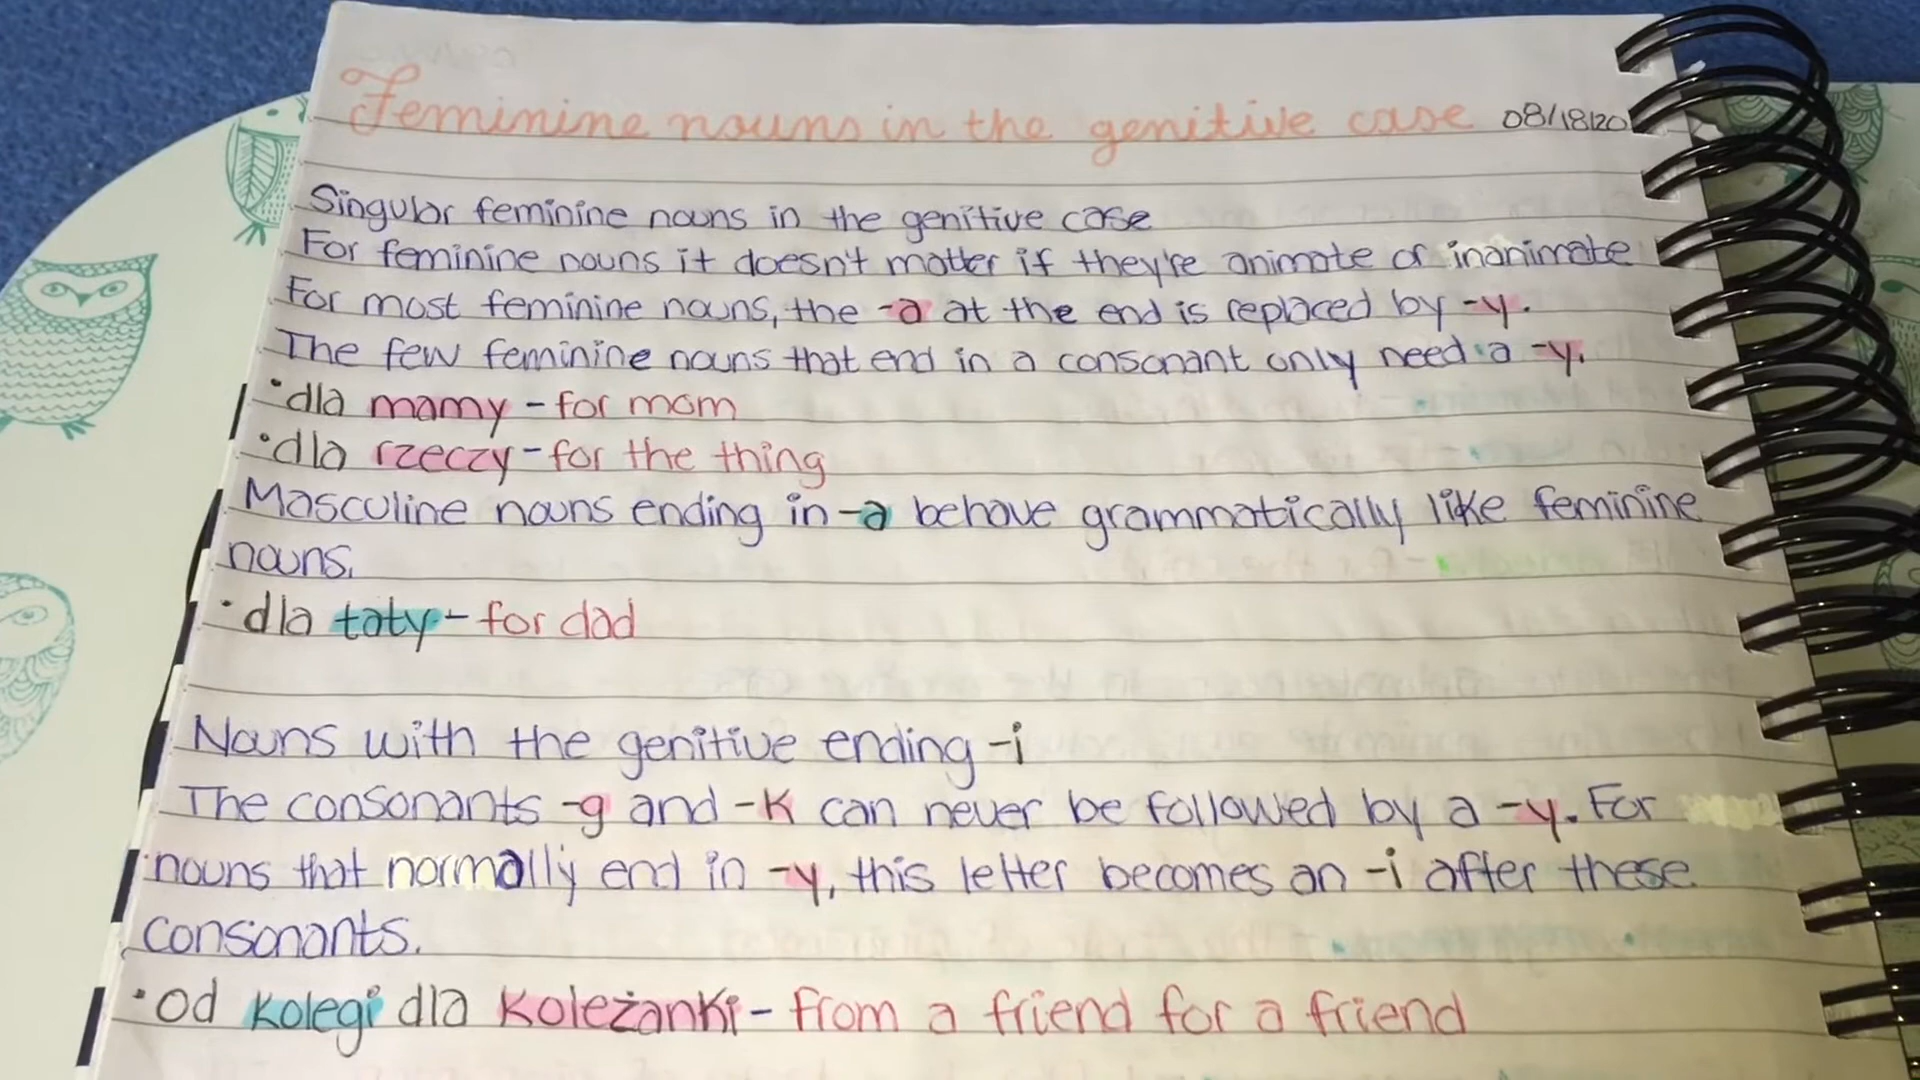 Feminine nouns in the genitive case 08/18/20
Singular feminine nouns in the genitive case
For feminine nouns it doesn't matter if they're animate or inanimate
For most feminine nouns, the -a at the end is replaced by -y.
The few feminine nouns that end in a consonant only need a -y.
•dla mamy - for mom
•dla rzeczy - for the thing
Masculine nouns ending in -a behave grammatically like feminine
nouns.
•dla taty - for dad
Nouns with the genitive ending -i
The consonants -g and -k can never be followed by a -y. For
nouns that normally end in -y, this letter becomes an -i after these
consonants.
•od kolegi dla koleżanki - from a friend for a friend